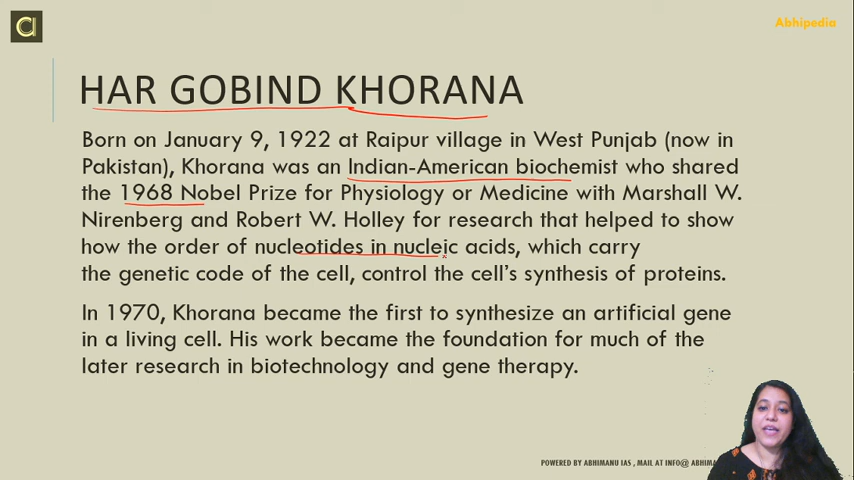 Abhipedia
HAR GOBIND KHORANA
Born on January 9, 1922 at Raipur village in West Punjab (now in
Pakistan), Khorana was an Indian-American biochemist who shared
the 1968 Nobel Prize for Physiology or Medicine with Marshall W.
Nirenberg and Robert W. Holley for research that helped to show
how the order of nucleotides in nucleic acids, which carry
the genetic code of the cell, control the cell's synthesis of proteins.
In 1970, Khorana became the first to synthesize an artificial gene
in a living cell. His work became the foundation for much of the
later research in biotechnology and gene therapy.
POWERED BY ABHIMANU IAS , MAIL AT INFO@ ABHIMA